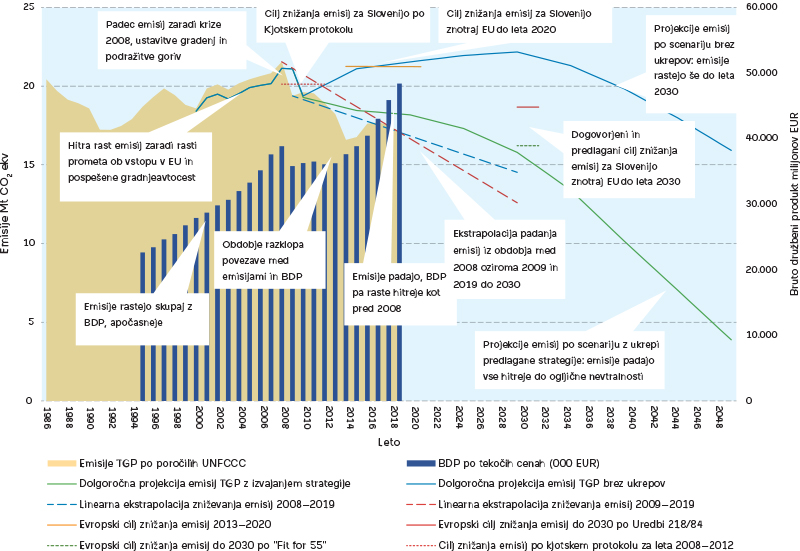 25
60.000
Padec emisij zaradi krize
2008, ustavitve gradenj in
podražitve goriv
Cilj znižanja emisij za Slovenijo po
Kjotskem protokolu
Cilj znižanja emisij za Slovenijo
znotraj EU do leta 2020
Projekcije emisij
po scenariju brez
ukrepov: emisije
rastejo še do leta
2030
20
50.000
Hitra rast emisij zaradi rasti
prometa ob vstopu v EU in
pospešene gradnje avtocest
Dogovorjeni in
predlagani cilj znižanja
emisij za Slovenijo
znotraj EU do leta 2030
15
40.000
30.000
Emisije Mt CO2 ekv
Bruto družbeni produkt milijonov EUR
Obdobje razklopa
povezave med
emisijami in BDP
Ekstrapolacija padanja
emisij iz obdobja med
2008 oziroma 2009 in
2019 do 2030
10
20.000
Emisije padajo, BDP
pa raste hitreje kot
pred 2008
Emisije rastejo skupaj z
BDP, a počasneje
5
10.000
Projekcije emisij po scenariju z ukrepi
predlagane strategije: emisije padajo
vse hitreje do ogljične nevtralnosti
0
0
1986 1988 1990 1992 1994 1996 1998 2000 2002 2004 2006 2008 2010 2012 2014 2016 2018 2020 2022 2024 2026 2028 2030 2032 2034 2036 2038 2040 2042 2044 2046 2048
Leto
Emisije TGP po poročilih UNFCCC
BDP po tekočih cenah (000 EUR)
Dolgoročna projekcija emisij TGP z izvajanjem strategije
Dolgoročna projekcija emisij TGP brez ukrepov
Linearna ekstrapolacija zniževanja emisij 2008–2019
Linearna ekstrapolacija zniževanja emisij 2009–2019
Evropski cilj znižanja emisij 2013–2020
Evropski cilj znižanja emisij do 2030 po Uredbi 218/84
Evropski cilj znižanja emisij do 2030 po "Fit for 55"
Cilj znižanja emisij po kjotskem protokolu za leta 2008–2012